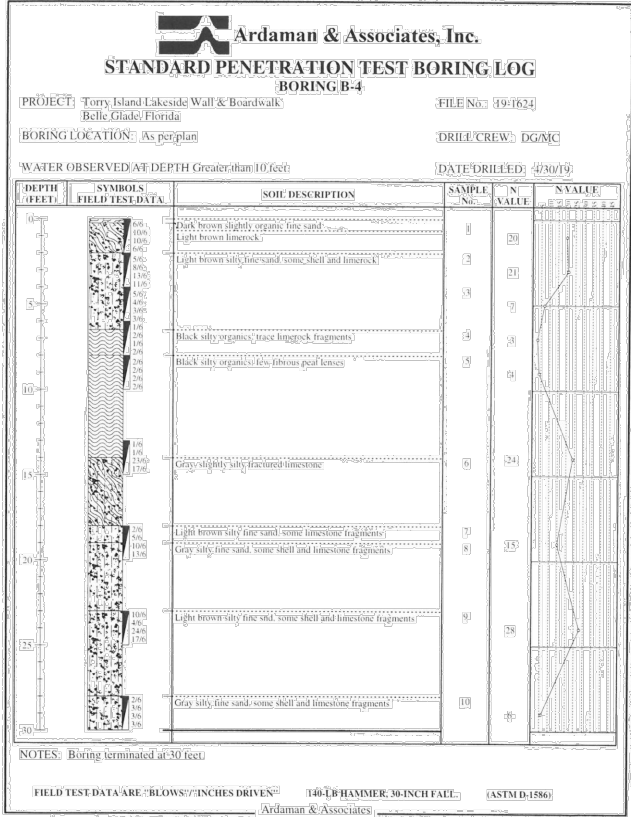 Ardaman & Associates, Inc.
STANDARD PENETRATION TEST BORING LOG
BORING B-4
PROJECT: Torry Island Lakeside Wall & Boardwalk FILE No.: 19-1624
Belle Glade, Florida
BORING LOCATION: As per plan DRILL CREW: DG/MC
WATER OBSERVED AT DEPTH Greater than 10 feet DATE DRILLED: 4/30/19
DEPTH SYMBOLS SOIL DESCRIPTION SAMPLE N N VALUE
(FEET) FIELD TEST DATA No. VALUE
0 6/6 Dark brown slightly organic fine sand 1
10/6
10/6 Light brown limerock 20
6/6
5/6 Light brown silty fine sand, some shell and limerock 2
8/6
13/6 21
11/6
5/6 3
4/6
5 3/6 7
3/6
1/6
2/6 Black silty organics, trace limerock fragments 4 3
1/6
2/6
2/6 Black silty organics, few fibrous peat lenses 5
2/6
2/6 4
2/6
10
1/6
1/6
23/6 Gray slightly silty fractured limestone 6 24
17/6
15
2/6 Light brown silty fine sand, some limestone fragments 7
5/6
10/6 Gray silty fine sand, some shell and limestone fragments 8 15
13/6
20
10/6 Light brown silty fine snd, some shell and limestone fragments 9
4/6
24/6 28
17/6
25
2/6 Gray silty fine sand, some shell and limestone fragments 10
3/6
3/6 6
3/6
30
NOTES: Boring terminated at 30 feet.
FIELD TEST DATA ARE "BLOWS"/"INCHES DRIVEN" 140-LB HAMMER, 30-INCH FALL. (ASTM D-1586)
Ardaman & Associates